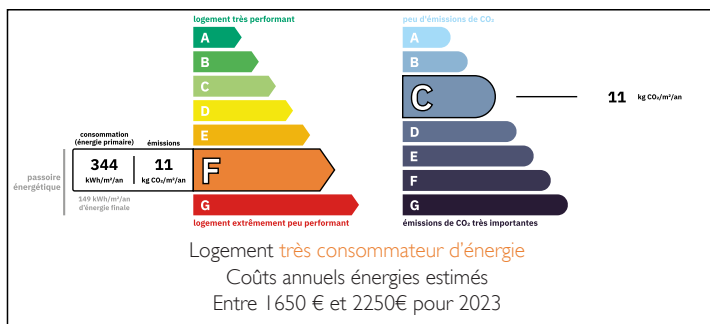 logement très performant
A
B
C
D
E
consommation
(énergie primaire)
émissions
344
kWh/m²/an
11
kg CO₂/m²/an
F
passoire
énergétique
149 kWh/m²/an
d'énergie finale
G
logement extrêmement peu performant
peu d'émissions de CO₂
A
B
C
11 kg CO₂/m²/an
D
E
F
G
émissions de CO₂ très importantes
Logement très consommateur d'énergie
Coûts annuels énergies estimés
Entre 1650 € et 2250€ pour 2023